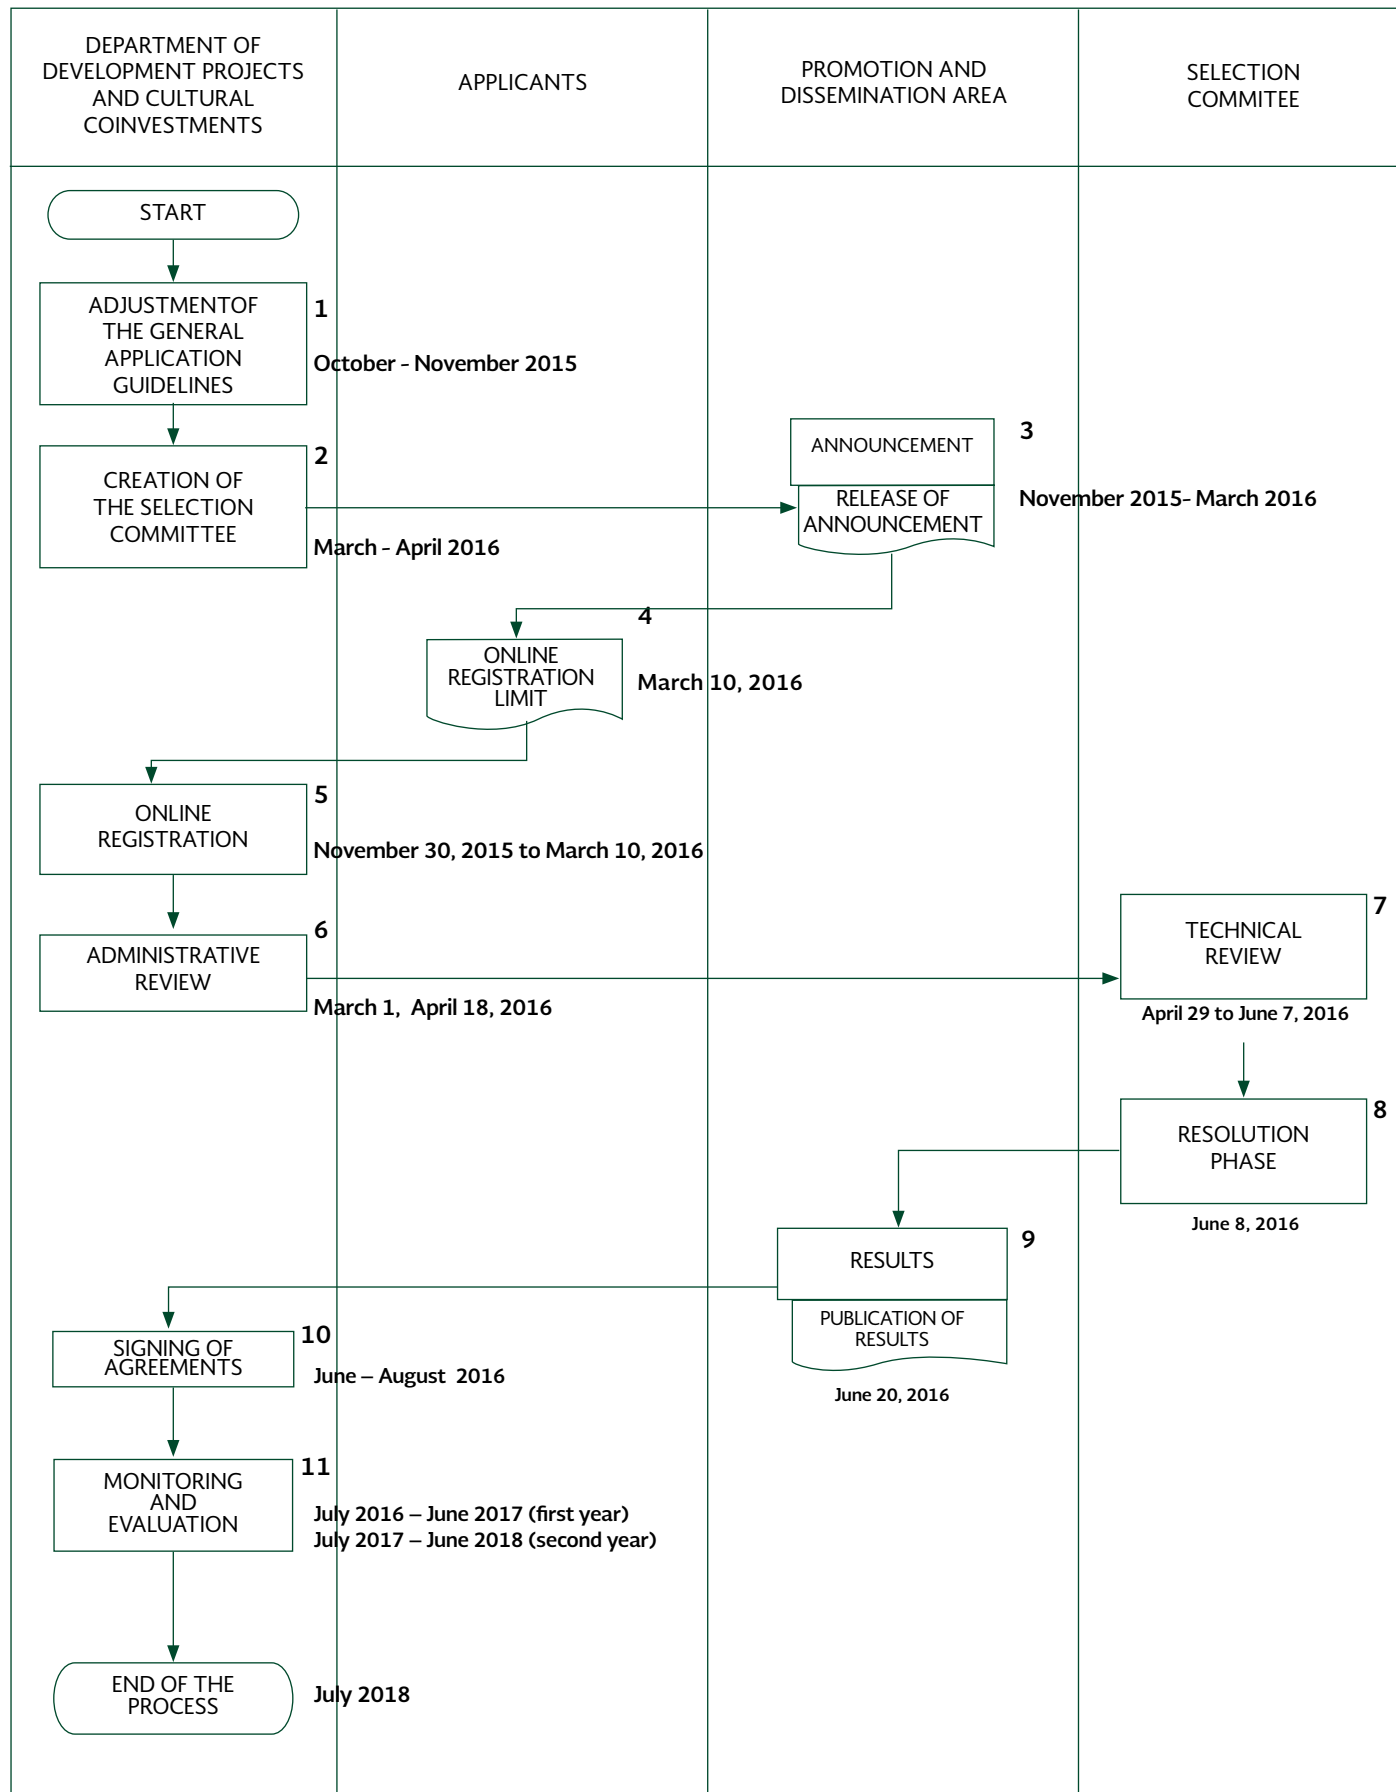 DEPARTMENT OF
DEVELOPMENT PROJECTS
AND CULTURAL
COINVESTMENTS
APPLICANTS
PROMOTION AND
DISSEMINATION AREA
SELECTION
COMMITEE
START
ADJUSTMENTOF
THE GENERAL
APPLICATION
GUIDELINES
1
October - November 2015
CREATION OF
THE SELECTION
COMMITTEE
2
March - April 2016
ANNOUNCEMENT
RELEASE OF
ANNOUNCEMENT
3
November 2015- March 2016
4
ONLINE
REGISTRATION
LIMIT
March 10, 2016
ONLINE
REGISTRATION
5
November 30, 2015 to March 10, 2016
ADMINISTRATIVE
REVIEW
6
March 1, April 18, 2016
TECHNICAL
REVIEW
7
April 29 to June 7, 2016
RESOLUTION
PHASE
8
June 8, 2016
RESULTS
9
PUBLICATION OF
RESULTS
June 20, 2016
SIGNING OF
AGREEMENTS
10
June – August 2016
MONITORING
AND
EVALUATION
11
July 2016 – June 2017 (first year)
July 2017 – June 2018 (second year)
END OF THE
PROCESS
July 2018